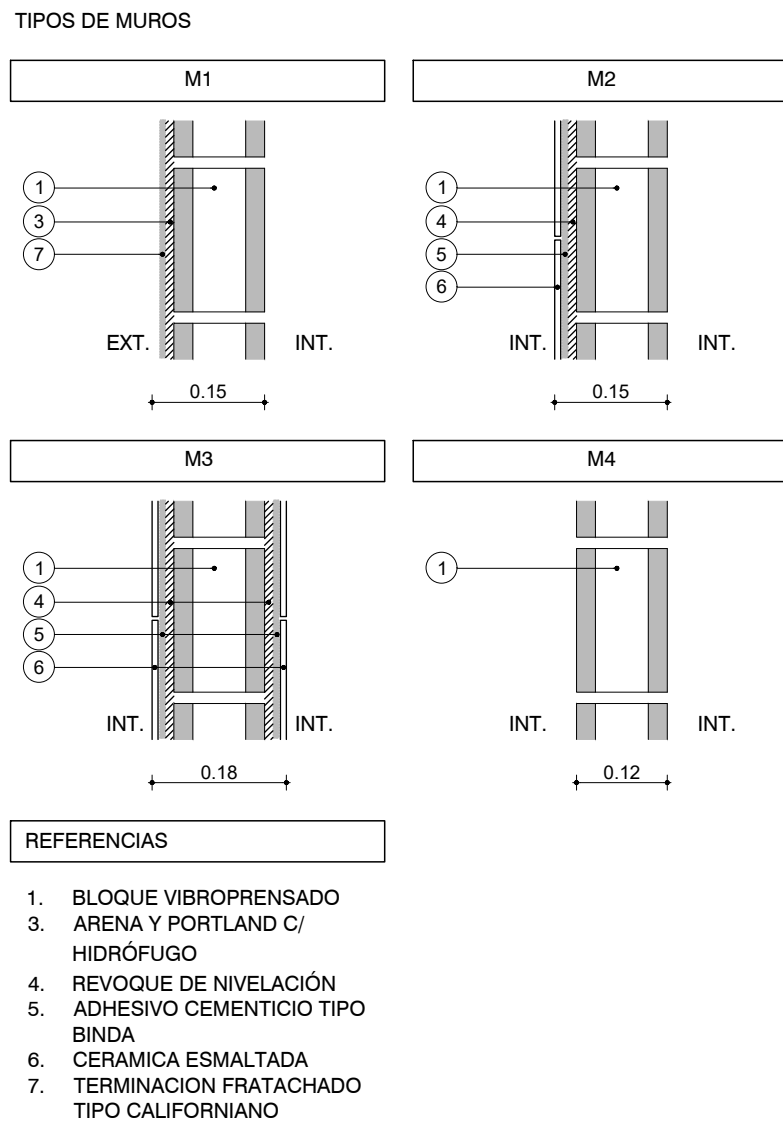 TIPOS DE MUROS
M1
1
3
7
EXT.
INT.
0.15
M2
1
4
5
6
INT.
INT.
0.15
M3
1
4
5
6
INT.
INT.
0.18
M4
1
INT.
INT.
0.12
REFERENCIAS
1. BLOQUE VIBROPRENSADO
3. ARENA Y PORTLAND C/
HIDRÓFUGO
4. REVOQUE DE NIVELACIÓN
5. ADHESIVO CEMENTICIO TIPO
BINDA
6. CERAMICA ESMALTADA
7. TERMINACION FRATACHADO
TIPO CALIFORNIANO